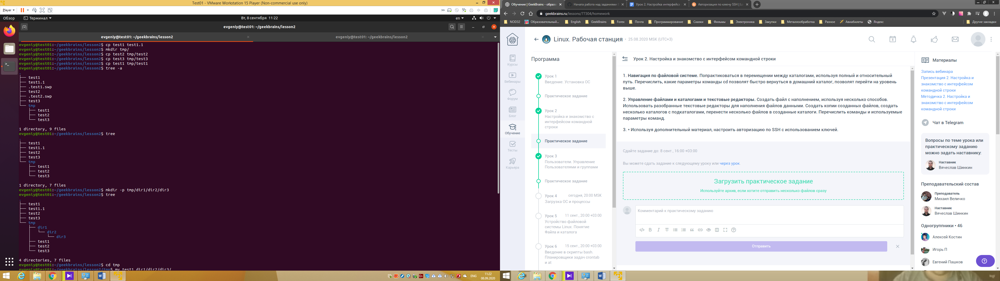 Test01 - VMware Workstation 15 Player (Non-commercial use only)
Player
Обзор
Терминал
Вт, 8 сентября 11:22
en
evgeniy@test01: ~/geekbrains/lesson2
evgeniy@test01: ~/geekbrains/lesson2
evgeniy@test01: ~/geekbrains/lesson2
evgeniy@test01:~/geekbrains/lesson2$ cp test1 test1.1
evgeniy@test01:~/geekbrains/lesson2$ mkdir tmp/
evgeniy@test01:~/geekbrains/lesson2$ cp test2 tmp/test2
evgeniy@test01:~/geekbrains/lesson2$ cp test3 tmp/test3
evgeniy@test01:~/geekbrains/lesson2$ cp test1 tmp/test1
evgeniy@test01:~/geekbrains/lesson2$ tree -a
.
├── test1
├── test1.1
├── .test1.swp
├── test2
├── .test2.swp
├── test3
└── tmp
    ├── test1
    ├── test2
    └── test3
1 directory, 9 files
evgeniy@test01:~/geekbrains/lesson2$ tree
.
├── test1
├── test1.1
├── test2
├── test3
└── tmp
    ├── test1
    ├── test2
    └── test3
1 directory, 7 files
evgeniy@test01:~/geekbrains/lesson2$ mkdir -p tmp/dir1/dir2/dir3
evgeniy@test01:~/geekbrains/lesson2$ tree
.
├── test1
├── test1.1
├── test2
├── test3
└── tmp
    ├── dir1
    │   └── dir2
    │       └── dir3
    ├── test1
    ├── test2
    └── test3
4 directories, 7 files
evgeniy@test01:~/geekbrains/lesson2$ cd tmp
evgeniy@test01:~/geekbrains/lesson2/tmp$ mv test1 dir1/dir2/dir3/
ENG
11:22
08.09.2020
Обучение | GeekBrains - образо
Начата работа над заданиями
Урок 2. Настройка интерфейса
Авторизация по ключу SSH | Lo
geekbrains.ru/lessons/77304/homework
NOD32
Образовательный...
English
GeekBrains
Forex
Почта
Программирование
Сказки
Фильмы
Электроника
Закупки
Металлообработка
Разное
Авиабилеты
Яндекс
Другие закладки
Linux. Рабочая станция · 25.08.2020 MSK (UTC+3)
8
Курсы
Вебинары
Форум
Блог
Обучение
Тесты
Карьера
Программа
Урок 1
Введение. Установка ОС
Практическое задание
Урок 2
Настройка и знакомство с
интерфейсом командной
строки
Практическое задание
Урок 3
Пользователи. Управление
Пользователями и группами
Практическое задание
Урок 4 сегодня, 20:00 MSK
Загрузка ОС и процессы
Урок 5 11 сент., 20:00 +03:00
Устройство файловой
системы Linux. Понятие
Файла и каталога
Урок 6 15 сент., 20:00 +03:00
Введение в скрипты bash.
Планировщики задач crontab
и at
Урок 2. Настройка и знакомство с интерфейсом командной строки
1. Навигация по файловой системе. Попрактиковаться в перемещении между каталогами, используя полный и относительный
путь. Перечислить, какие параметры команды cd позволят быстро вернуться в домашний каталог, позволят перейти на уровень
выше.
2. Управление файлами и каталогами и текстовые редакторы. Создать файл с наполнением, используя несколько способов.
Использовать разобранные текстовые редакторы для наполнения файлов данными. Создать копии созданных файлов, создать
несколько каталогов с подкаталогами, перенести несколько файлов в созданные каталоги. Перечислить команды и используемые
параметры команд.
3. * Используя дополнительный материал, настроить авторизацию по SSH с использованием ключей.
Сдайте задание до: 8 сент., 16:00 +03:00
Вы можете сдать задание к следующему уроку или через урок.
Загрузить практическое задание
Используйте архив, если хотите отправить несколько файлов сразу
Комментарий к практическому заданию
Отправить
Материалы
Запись вебинара
Презентация 2. Настройка и
знакомство с интерфейсом
командной строки
Методичка 2. Настройка и
знакомство с интерфейсом
командной строки
Чат в Telegram
Вопросы по теме урока или
практическому заданию
можно задать наставнику:
Наставник
Вячеслав Шинкин
Преподавательский состав
Преподаватель
Михаил Величко
Наставник
Вячеслав Шинкин
Одногруппники • 46
Алексей Костин
Игорь П
Евгений Пашков